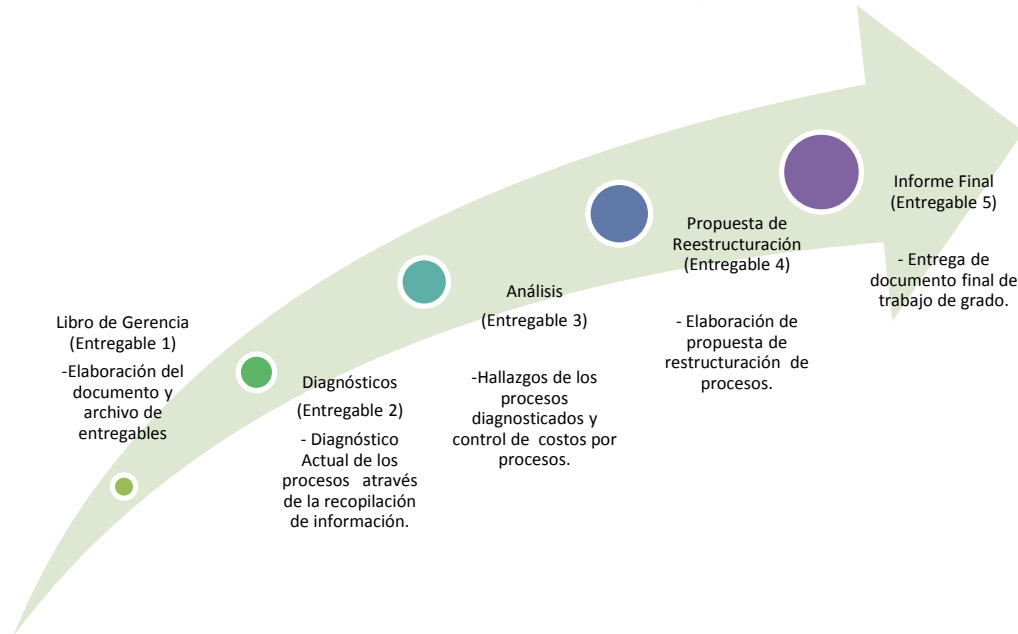 Libro de Gerencia
(Entregable 1)
-Elaboración del
documento y
archivo de
entregables
Diagnósticos
(Entregable 2)
- Diagnóstico
Actual de los
procesos através
de la recopilación
de información.
Análisis
(Entregable 3)
-Hallazgos de los
procesos
diagnosticados y
control de costos por
procesos.
Propuesta de
Reestructuración
(Entregable 4)
- Elaboración de
propuesta de
restructuración de
procesos.
Informe Final
(Entregable 5)
- Entrega de
documento final de
trabajo de grado.